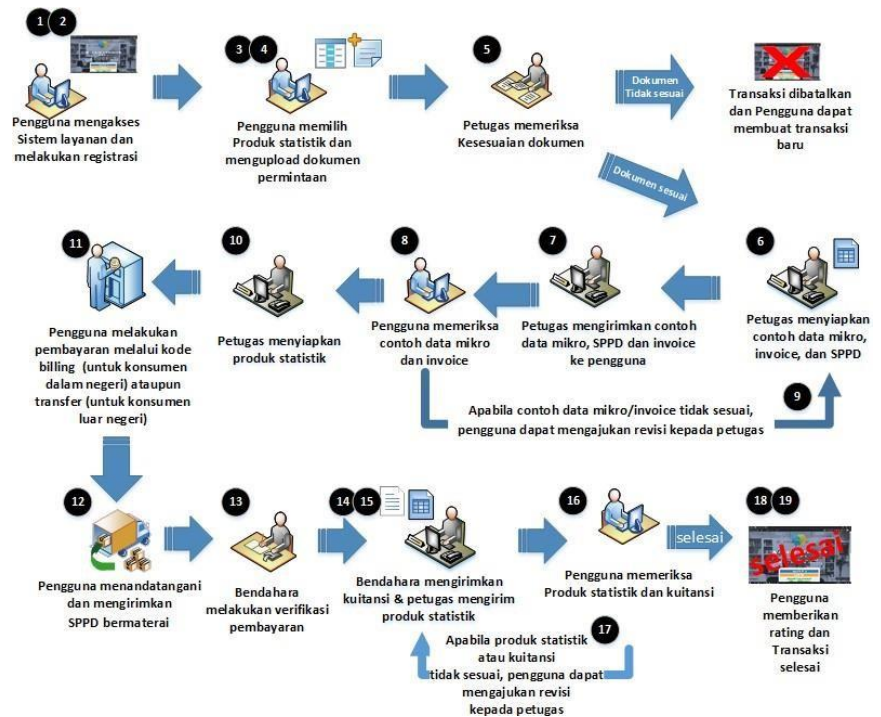 1 2
Pengguna mengakses
Sistem layanan dan
melakukan registrasi
3 4
Pengguna memilih
Produk statistik dan
mengupload dokumen
permintaan
5
Petugas memeriksa
Kesesuaian dokumen
Dokumen
Tidak sesuai
Transaksi dibatalkan
dan Pengguna dapat
membuat transaksi
baru
Dokumen sesuai
6
Petugas menyiapkan
contoh data mikro,
invoice, dan SPPD
7
Petugas mengirimkan contoh
data mikro, SPPD dan invoice
ke pengguna
8
Pengguna memeriksa
contoh data mikro
dan invoice
9
Apabila contoh data mikro/invoice tidak sesuai,
pengguna dapat mengajukan revisi kepada petugas
10
Petugas menyiapkan
produk statistik
11
Pengguna melakukan
pembayaran melalui kode
billing (untuk konsumen
dalam negeri) ataupun
transfer (untuk konsumen
luar negeri)
12
Pengguna menandatangani
dan mengirimkan
SPPD bermaterai
13
Bendahara
melakukan verifikasi
pembayaran
14 15
Bendahara mengirimkan
kuitansi & petugas mengirim
produk statistik
16
Pengguna memeriksa
Produk statistik dan kuitansi
17
Apabila produk statistik
atau kuitansi
tidak sesuai, pengguna dapat
mengajukan revisi
kepada petugas
selesai
18 19
selesai
Pengguna
memberikan
rating dan
Transaksi
selesai